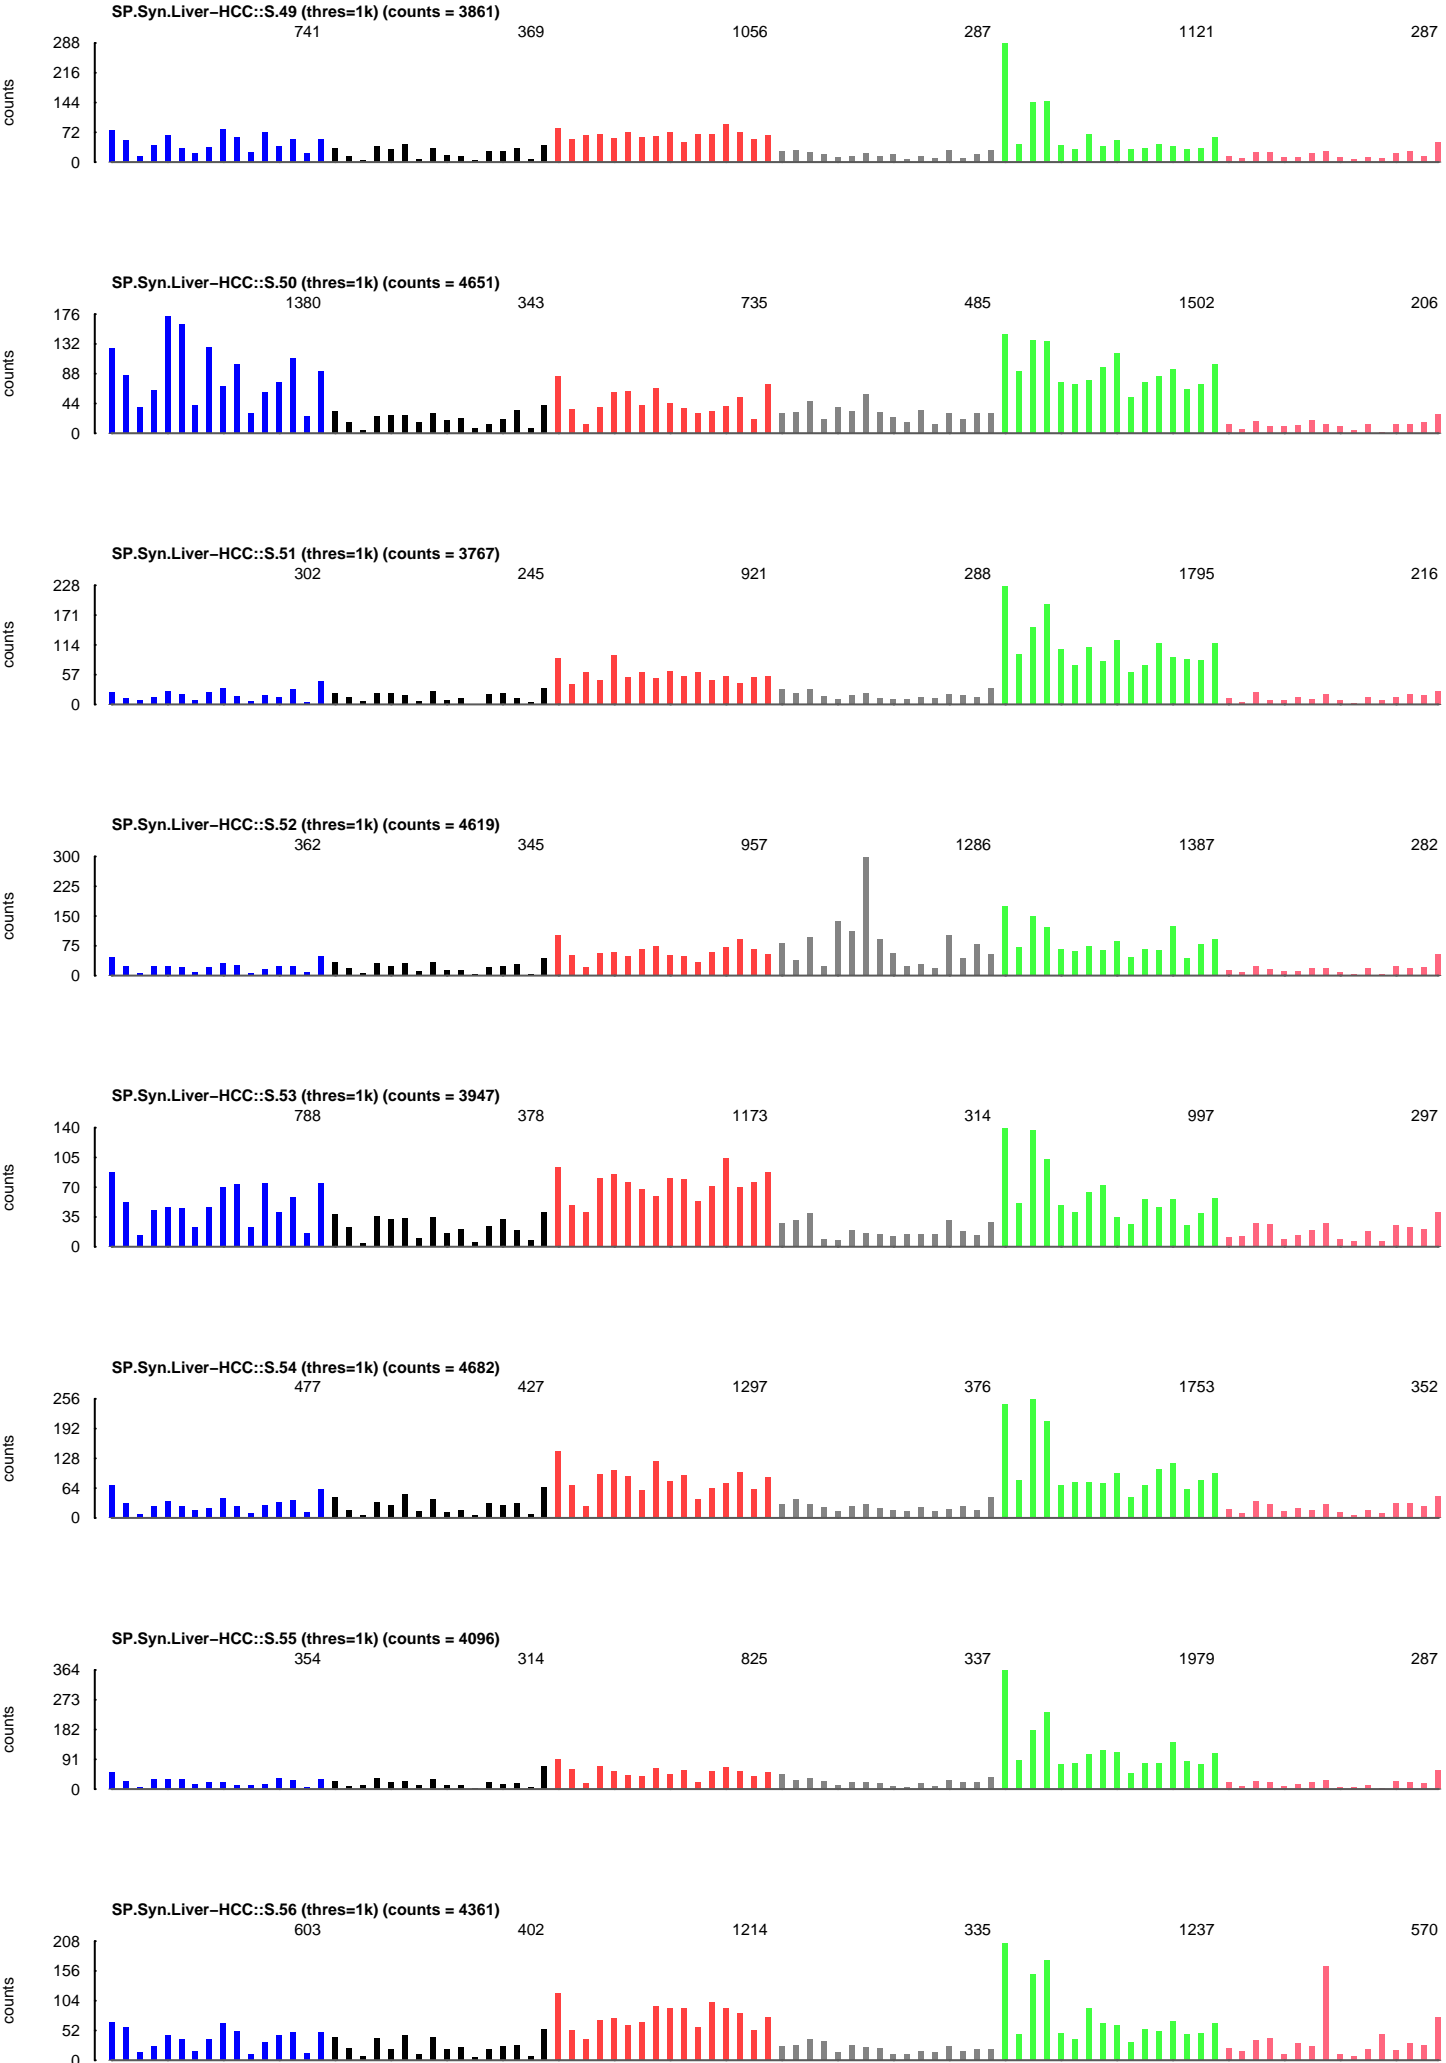 SP.Syn.Liver−HCC::S.49 (thres=1k) (counts = 3861)
741 369 1056 287 1121 287
288
216
144
72
0
counts
SP.Syn.Liver−HCC::S.50 (thres=1k) (counts = 4651)
1380 343 735 485 1502 206
176
132
88
44
0
counts
SP.Syn.Liver−HCC::S.51 (thres=1k) (counts = 3767)
302 245 921 288 1795 216
228
171
114
57
0
counts
SP.Syn.Liver−HCC::S.52 (thres=1k) (counts = 4619)
362 345 957 1286 1387 282
300
225
150
75
0
counts
SP.Syn.Liver−HCC::S.53 (thres=1k) (counts = 3947)
788 378 1173 314 997 297
140
105
70
35
0
counts
SP.Syn.Liver−HCC::S.54 (thres=1k) (counts = 4682)
477 427 1297 376 1753 352
256
192
128
64
0
counts
SP.Syn.Liver−HCC::S.55 (thres=1k) (counts = 4096)
354 314 825 337 1979 287
364
273
182
91
0
counts
SP.Syn.Liver−HCC::S.56 (thres=1k) (counts = 4361)
603 402 1214 335 1237 570
208
156
104
52
0
counts